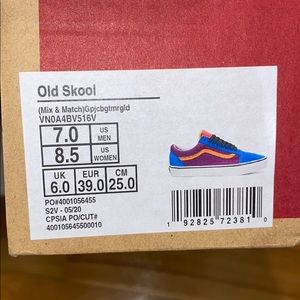 Old Skool
(Mix & Match)Gpjcbgtmrgld
VN0A4BV516V
7.0 US MEN
8.5 US WOMEN
UK 6.0 EUR 39.0 CM 25.0
PO#4001056455
S2V - 05/20
CPSIA PO/CUT#
400105645500010
1 92825 72381 0